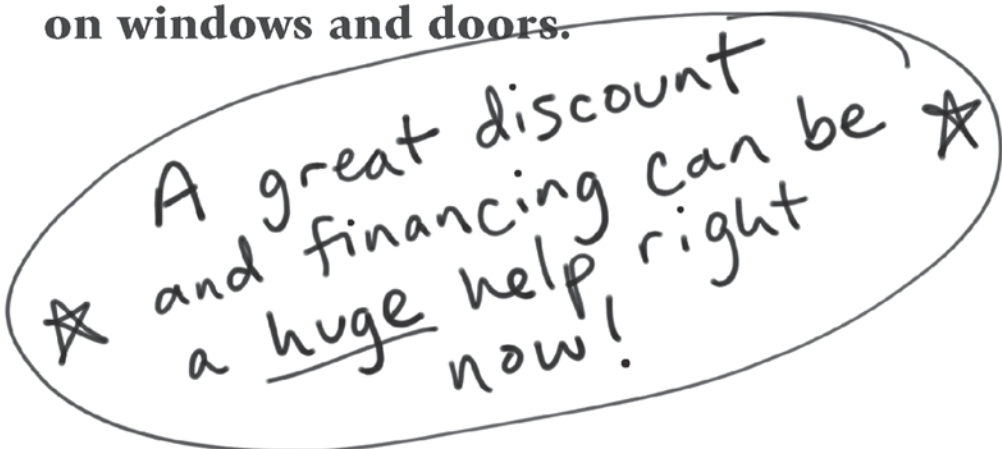 on windows and doors.
A great discount
and financing can be
a huge help right
now!